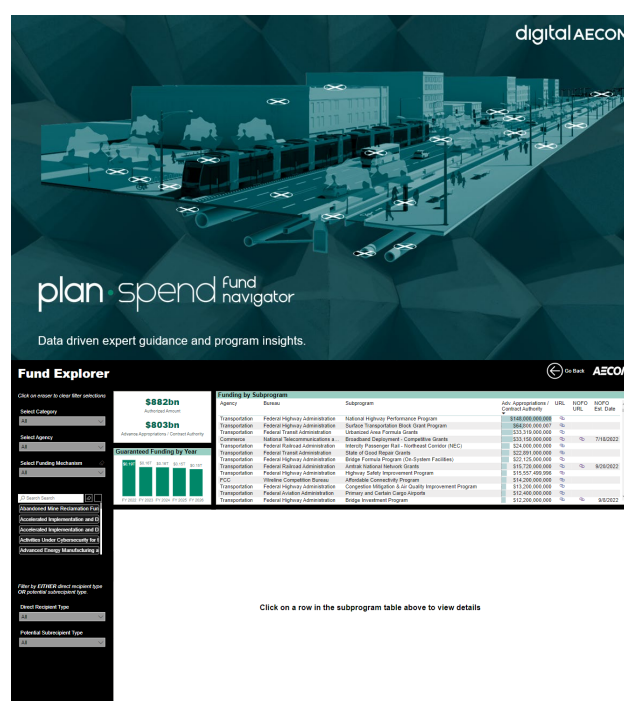 digital AECOM
plan·spend fund navigator
Data driven expert guidance and program insights.
Fund Explorer
Go Back AECOM
Click on eraser to clear filter selections
Select Category
All
Select Agency
All
Select Funding Mechanism
All
Search Search
Abandoned Mine Reclamation Fun
Accelerated Implementation and D
Accelerated Implementation and D
Activities Under Cybersecurity for
Advanced Energy Manufacturing a
Filter by EITHER direct recipient type
OR potential subrecipient type.
Direct Recipient Type
All
Potential Subrecipient Type
All
$882bn
Authorized Amount
$803bn
Advance Appropriations / Contract Authority
Guaranteed Funding by Year
FY 2022 FY 2023 FY 2024 FY 2025 FY 2026
Funding by Subprogram
Agency Bureau Subprogram Adv. Appropriations / Contract Authority URL NOFO URL NOFO Est. Date
Transportation Federal Highway Administration National Highway Performance Program $148,000,000,000
Transportation Federal Highway Administration Surface Transportation Block Grant Program $64,800,000,007
Transportation Federal Transit Administration Urbanized Area Formula Grants $33,319,000,000
Commerce National Telecommunications a... Broadband Deployment - Competitive Grants $33,150,000,000 7/18/2022
Transportation Federal Railroad Administration Intercity Passenger Rail - Northeast Corridor (NEC) $24,000,000,000
Transportation Federal Transit Administration State of Good Repair Grants $22,891,000,000
Transportation Federal Highway Administration Bridge Formula Program (On-System Facilities) $22,125,000,000
Transportation Federal Railroad Administration Amtrak National Network Grants $15,720,000,000 9/20/2022
Transportation Federal Highway Administration Highway Safety Improvement Program $15,557,499,996
FCC Wireline Competition Bureau Affordable Connectivity Program $14,200,000,000
Transportation Federal Highway Administration Congestion Mitigation & Air Quality Improvement Program $13,200,000,000
Transportation Federal Aviation Administration Primary and Certain Cargo Airports $12,400,000,000
Transportation Federal Highway Administration Bridge Investment Program $12,200,000,000 9/8/2022
Click on a row in the subprogram table above to view details